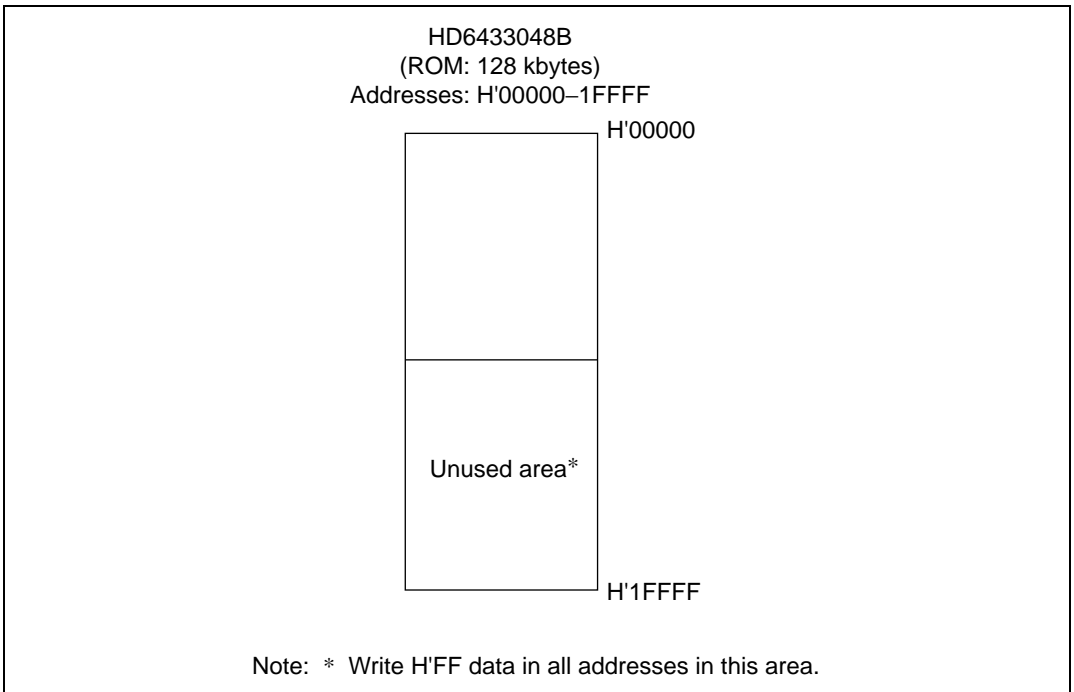 HD6433048B
(ROM: 128 kbytes)
Addresses: H'00000–1FFFF
H'00000
Unused area*
H'1FFFF
Note: * Write H'FF data in all addresses in this area.